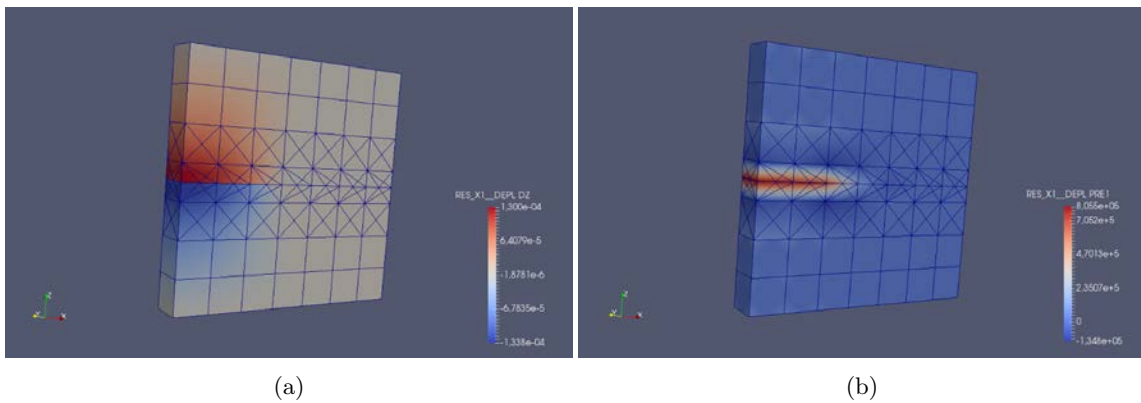 RES_X1__DEPL DZ
1,300e-04
6,4079e-5
-1,8781e-6
-6,7835e-5
-1,338e-04
Z
Y
X
RES_X1__DEPL PRE1
8,055e+05
7,052e+5
4,7013e+5
2,3507e+5
0
-1,348e+05
Z
Y
X
(a)
(b)